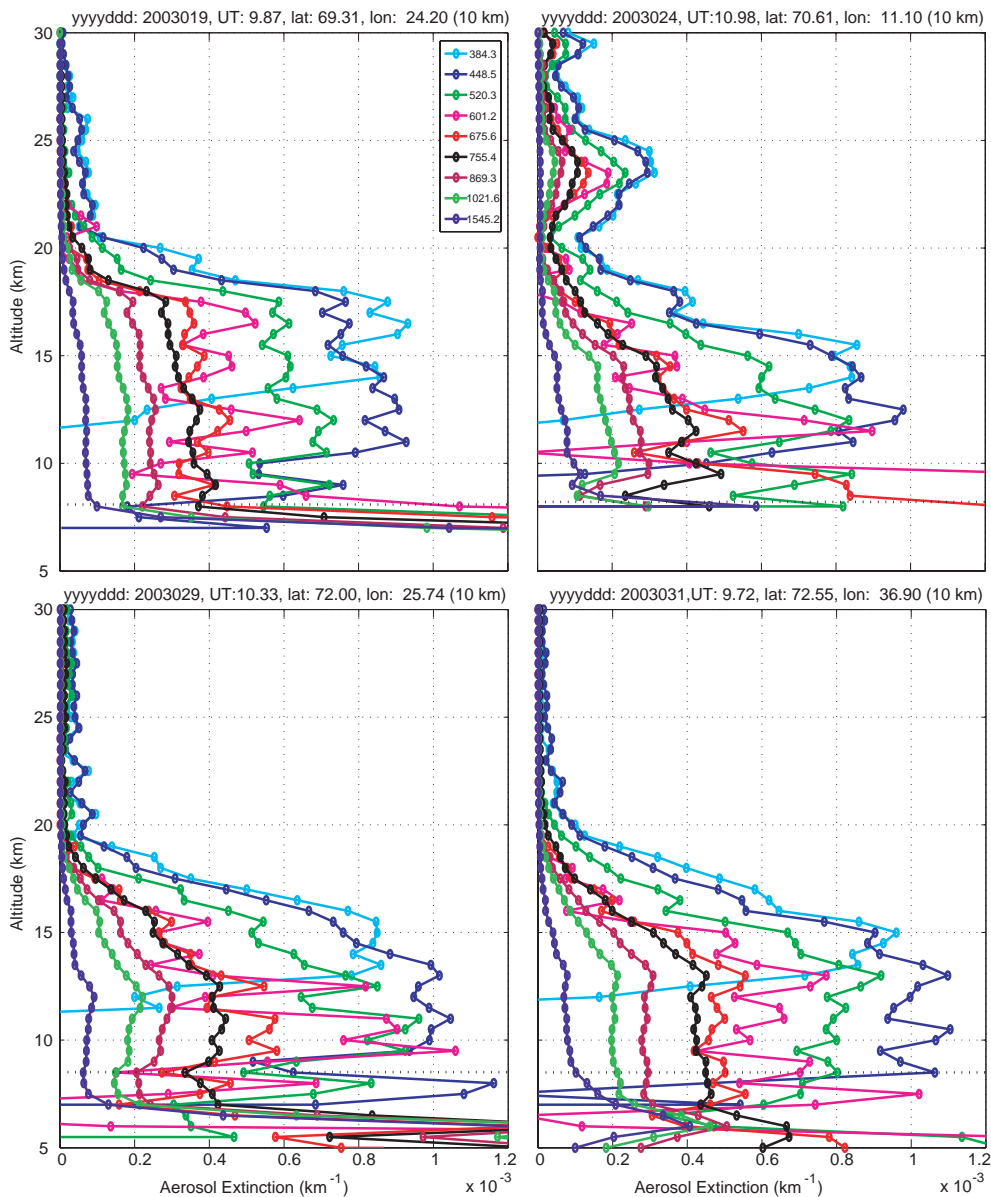 yyyyddd: 2003019, UT: 9.87, lat: 69.31, lon: 24.20 (10 km)
yyyyddd: 2003024, UT:10.98, lat: 70.61, lon: 11.10 (10 km)
30
25
20
15
10
5
Altitude (km)
384.3
448.5
520.3
601.2
675.6
755.4
869.3
1021.6
1545.2
yyyyddd: 2003029, UT:10.33, lat: 72.00, lon: 25.74 (10 km)
yyyyddd: 2003031,UT: 9.72, lat: 72.55, lon: 36.90 (10 km)
30
25
20
15
10
5
Altitude (km)
0 0.2 0.4 0.6 0.8 1.0 1.2
Aerosol Extinction (km-1) x 10-3
0 0.2 0.4 0.6 0.8 1.0 1.2
Aerosol Extinction (km-1) x 10-3